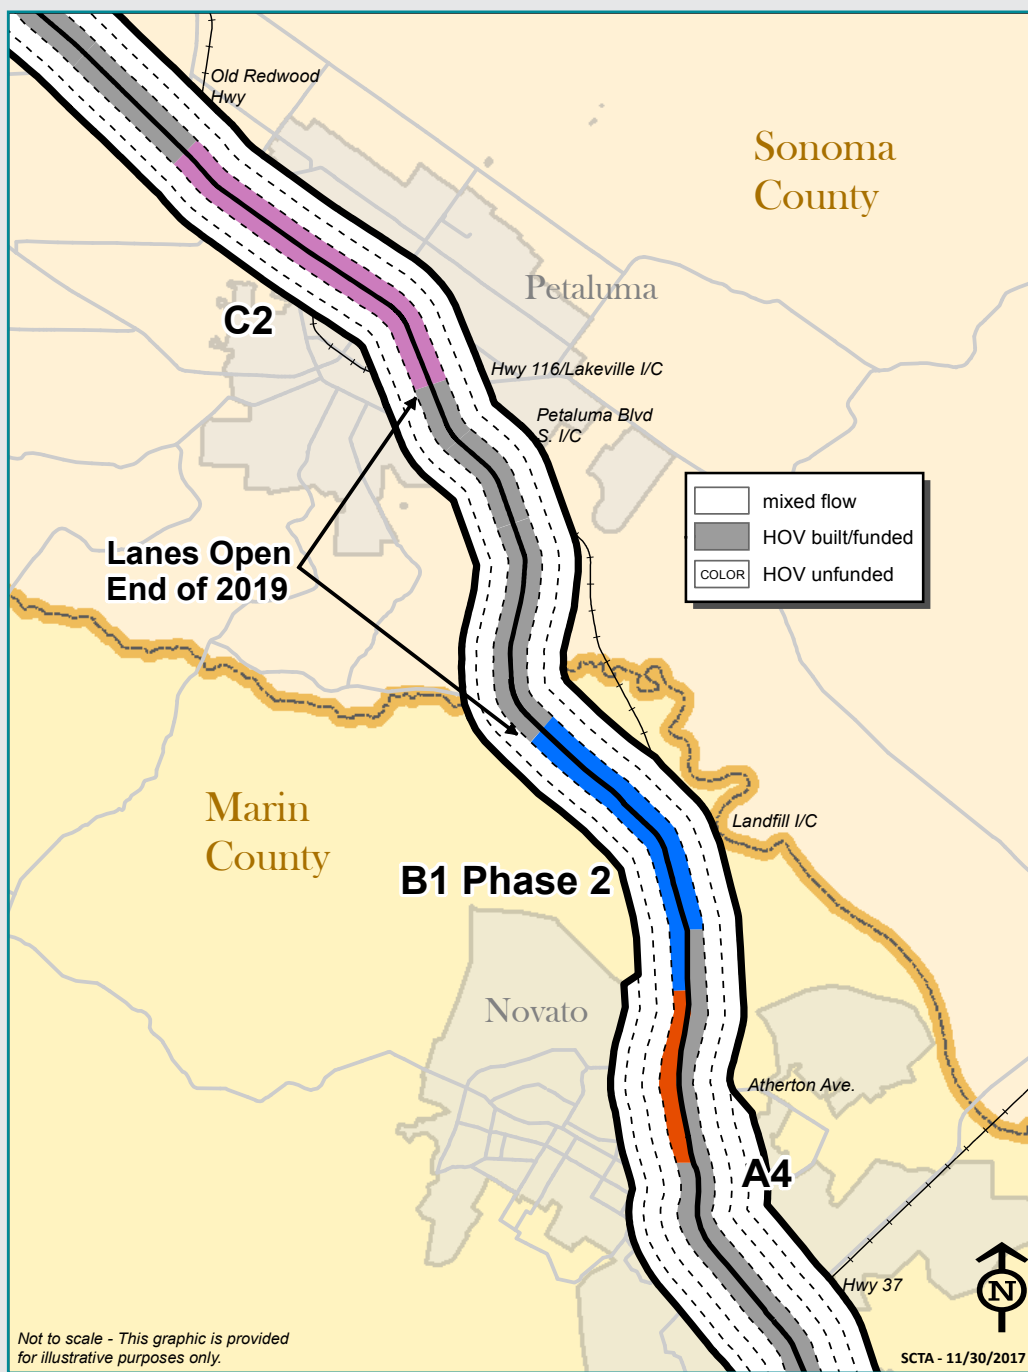 Old Redwood
Hwy
Sonoma
County
Petaluma
C2
Hwy 116/Lakeville I/C
Petaluma Blvd
S. I/C
mixed flow
HOV built/funded
COLOR HOV unfunded
Lanes Open
End of 2019
Marin
County
Landfill I/C
B1 Phase 2
Novato
Atherton Ave.
A4
Hwy 37
N
Not to scale - This graphic is provided
for illustrative purposes only.
SCTA - 11/30/2017